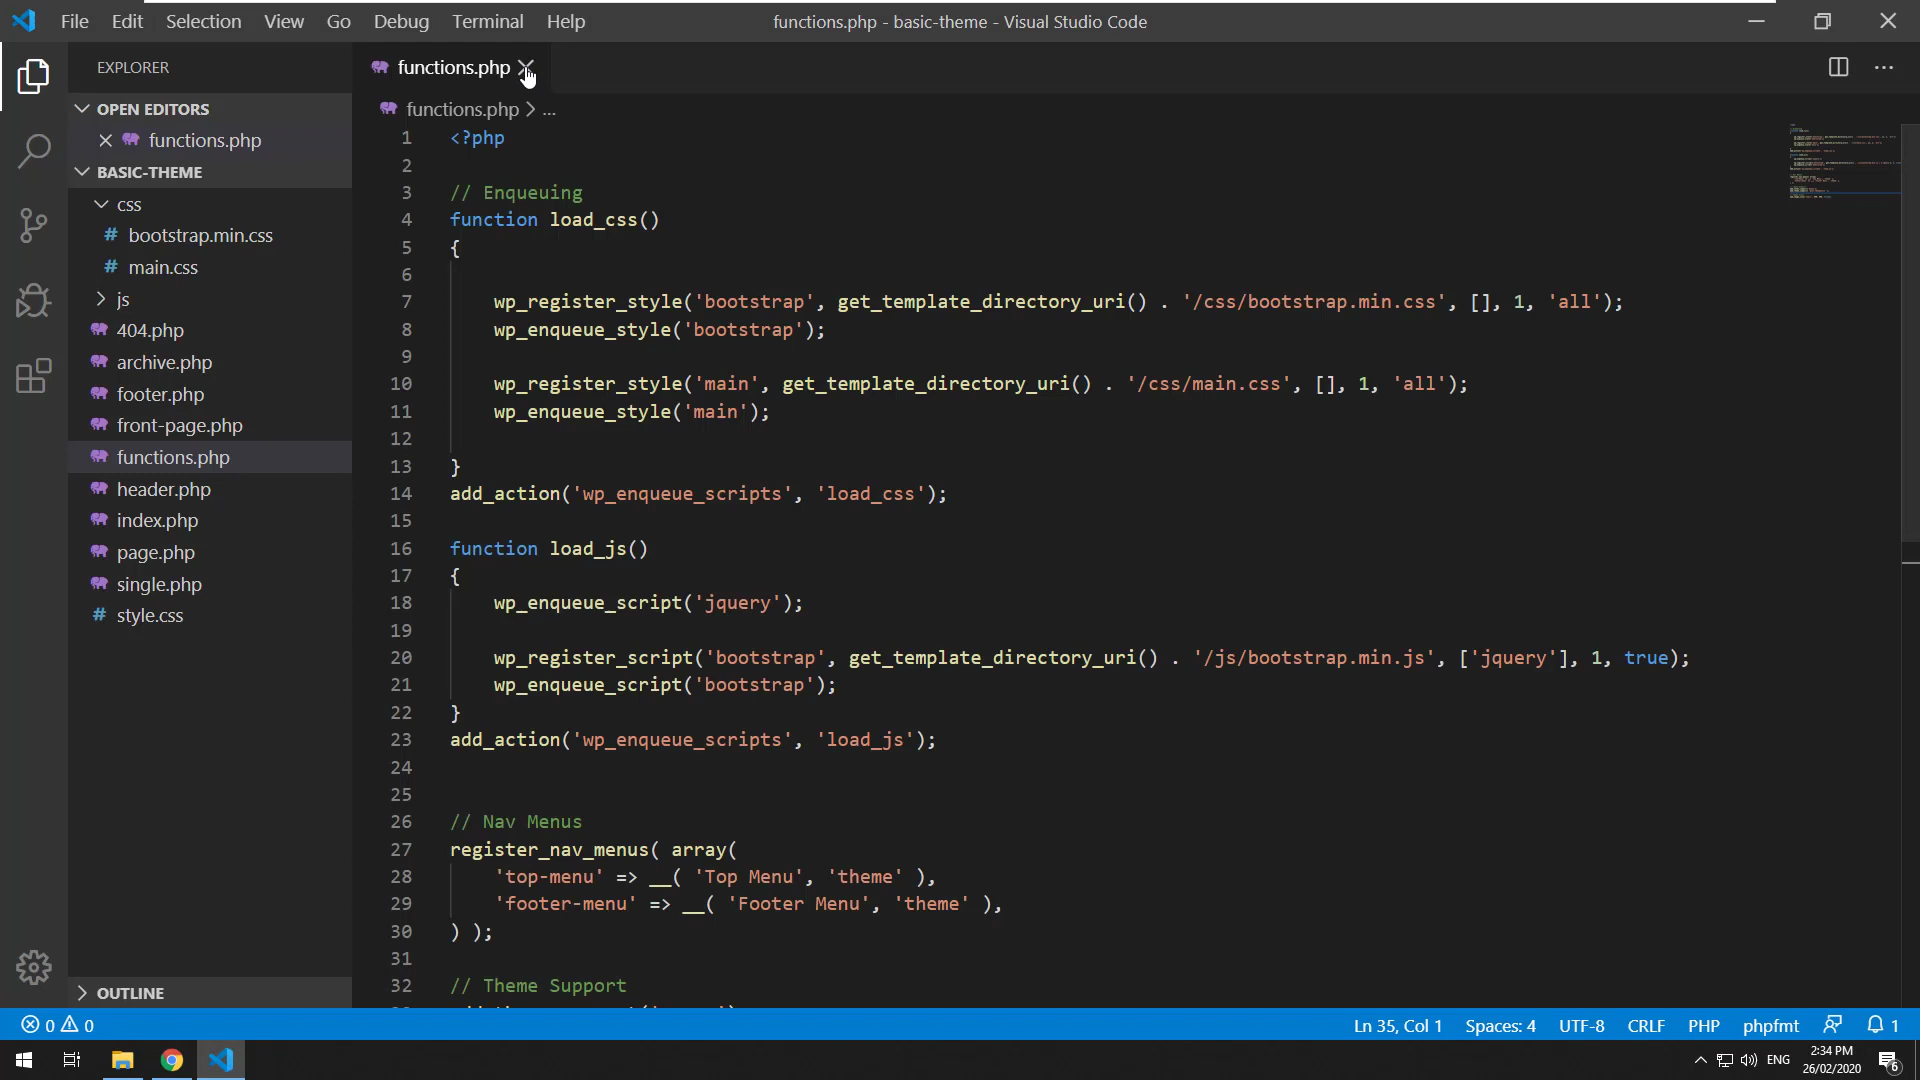 File Edit Selection View Go Debug Terminal Help
functions.php - basic-theme - Visual Studio Code
EXPLORER
OPEN EDITORS
functions.php
BASIC-THEME
css
# bootstrap.min.css
# main.css
js
404.php
archive.php
footer.php
front-page.php
functions.php
header.php
index.php
page.php
single.php
# style.css
OUTLINE
functions.php
functions.php > ...
1 <?php
2
3 // Enqueuing
4 function load_css()
5 {
6
7 wp_register_style('bootstrap', get_template_directory_uri() . '/css/bootstrap.min.css', [], 1, 'all');
8 wp_enqueue_style('bootstrap');
9
10 wp_register_style('main', get_template_directory_uri() . '/css/main.css', [], 1, 'all');
11 wp_enqueue_style('main');
12
13 }
14 add_action('wp_enqueue_scripts', 'load_css');
15
16 function load_js()
17 {
18 wp_enqueue_script('jquery');
19
20 wp_register_script('bootstrap', get_template_directory_uri() . '/js/bootstrap.min.js', ['jquery'], 1, true);
21 wp_enqueue_script('bootstrap');
22 }
23 add_action('wp_enqueue_scripts', 'load_js');
24
25
26 // Nav Menus
27 register_nav_menus( array(
28 'top-menu' => __( 'Top Menu', 'theme' ),
29 'footer-menu' => __( 'Footer Menu', 'theme' ),
30 ) );
31
32 // Theme Support
0 0
Ln 35, Col 1 Spaces: 4 UTF-8 CRLF PHP phpfmt 1
ENG
2:34 PM
26/02/2020
6